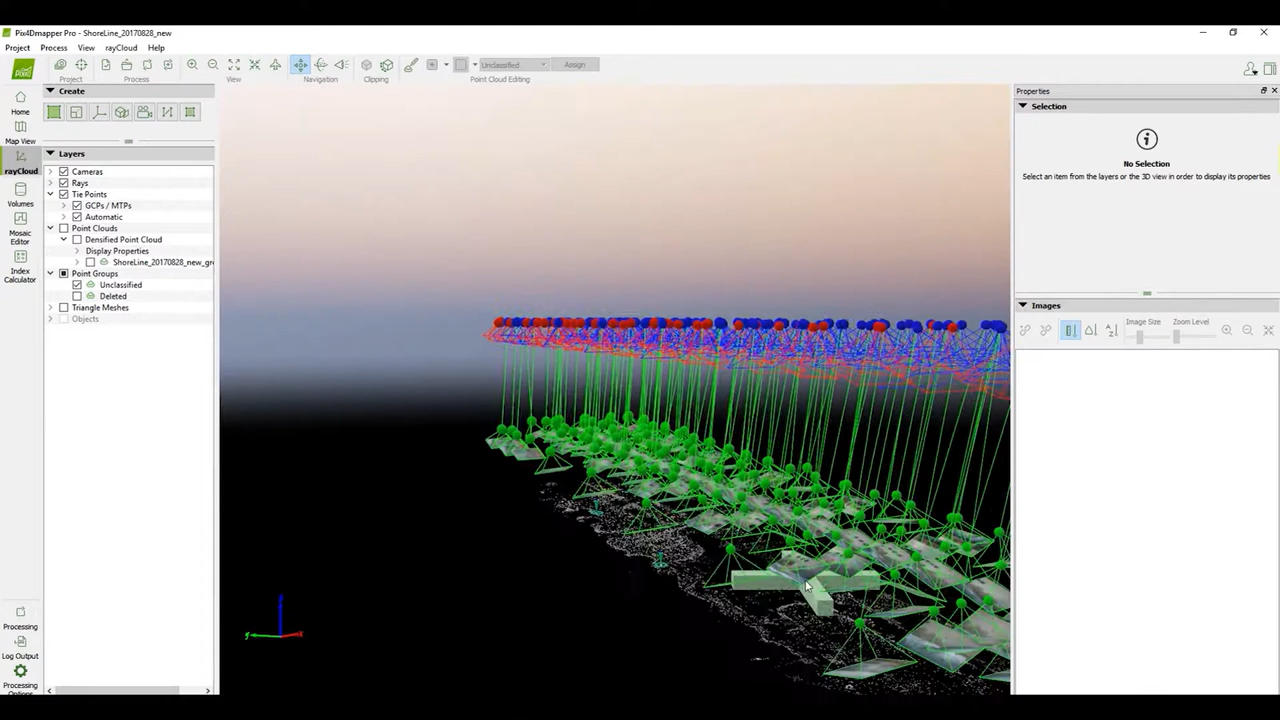 Pix4Dmapper Pro - ShoreLine_20170828_new
Project Process View rayCloud Help
Project Process View Navigation Clipping Point Cloud Editing
Unclassified Assign
Home
Map View
rayCloud
Volumes
Mosaic
Editor
Index
Calculator
Processing
Log Output
Processing
Options
Create
Layers
Cameras
Rays
Tie Points
GCPs / MTPs
Automatic
Point Clouds
Densified Point Cloud
Display Properties
ShoreLine_20170828_new_gr
Point Groups
Unclassified
Deleted
Triangle Meshes
Objects
Properties
Selection
No Selection
Select an item from the layers or the 3D view in order to display its properties
Images
Image Size Zoom Level